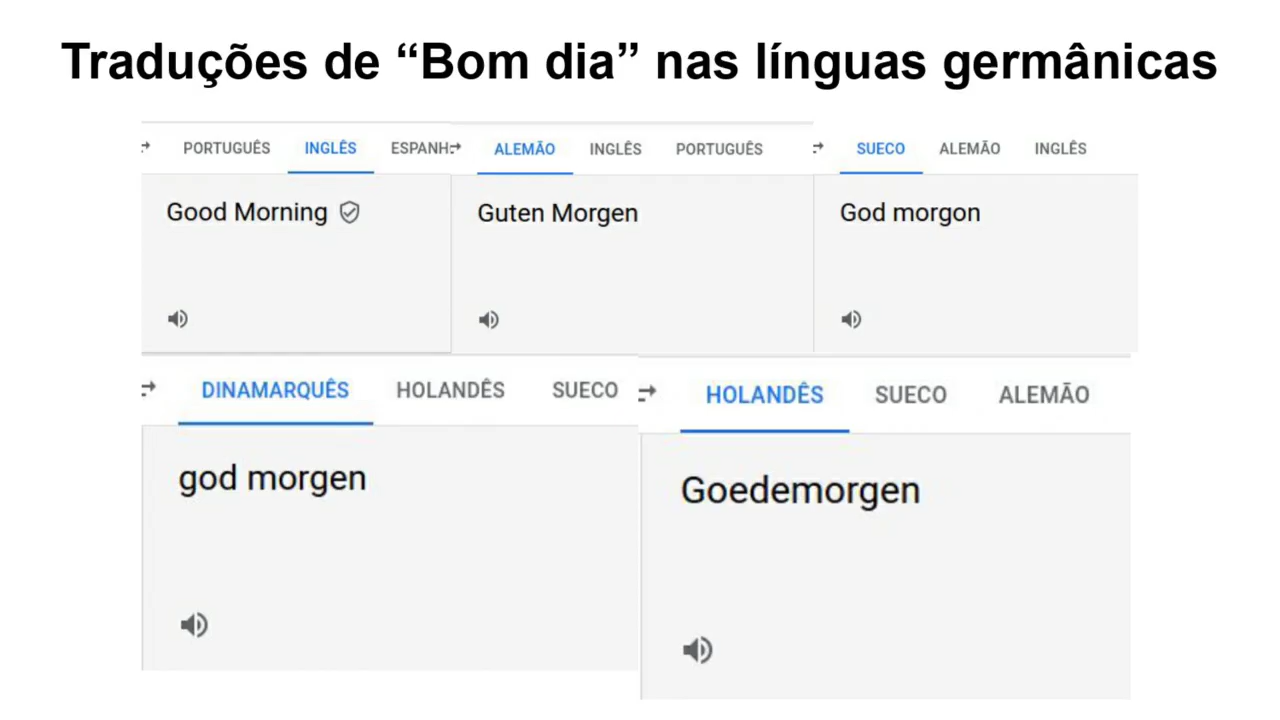 Traduções de “Bom dia” nas línguas germânicas
PORTUGUÊS INGLÊS ESPANH
Good Morning
ALEMÃO INGLÊS PORTUGUÊS
Guten Morgen
SUECO ALEMÃO INGLÊS
God morgon
DINAMARQUÊS HOLANDÊS SUECO
god morgen
HOLANDÊS SUECO ALEMÃO
Goedemorgen